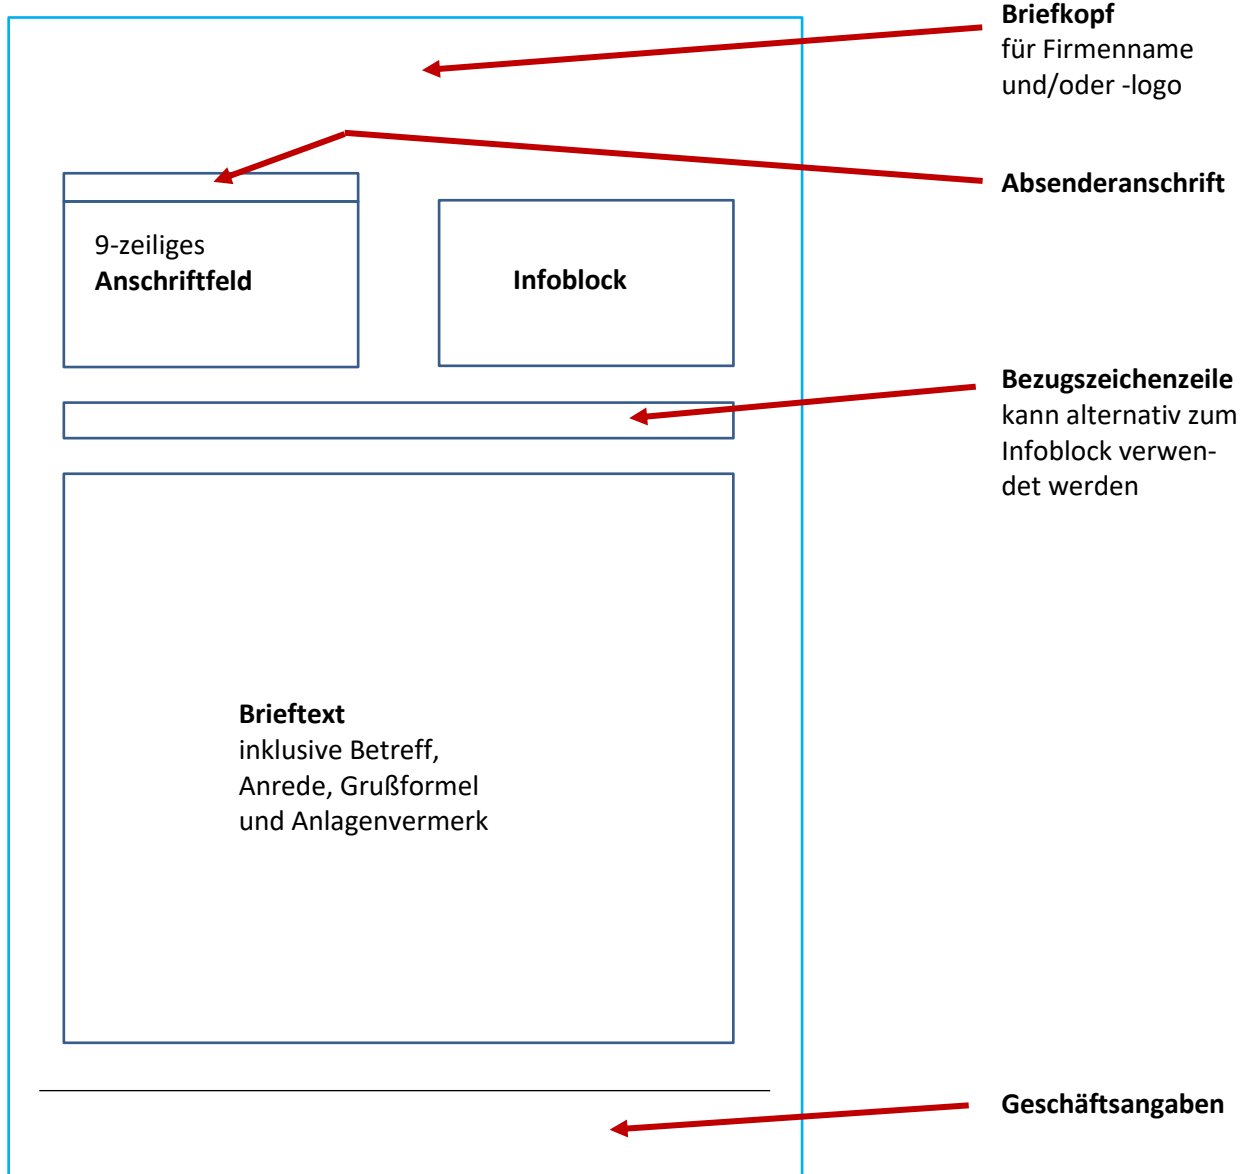 Briefkopf
für Firmenname
und/oder -logo
Absenderanschrift
9-zeiliges
Anschriftfeld
Infoblock
Bezugszeichenzeile
kann alternativ zum
Infoblock verwen-
det werden
Brieftext
inklusive Betreff,
Anrede, Grußformel
und Anlagenvermerk
Geschäftsangaben